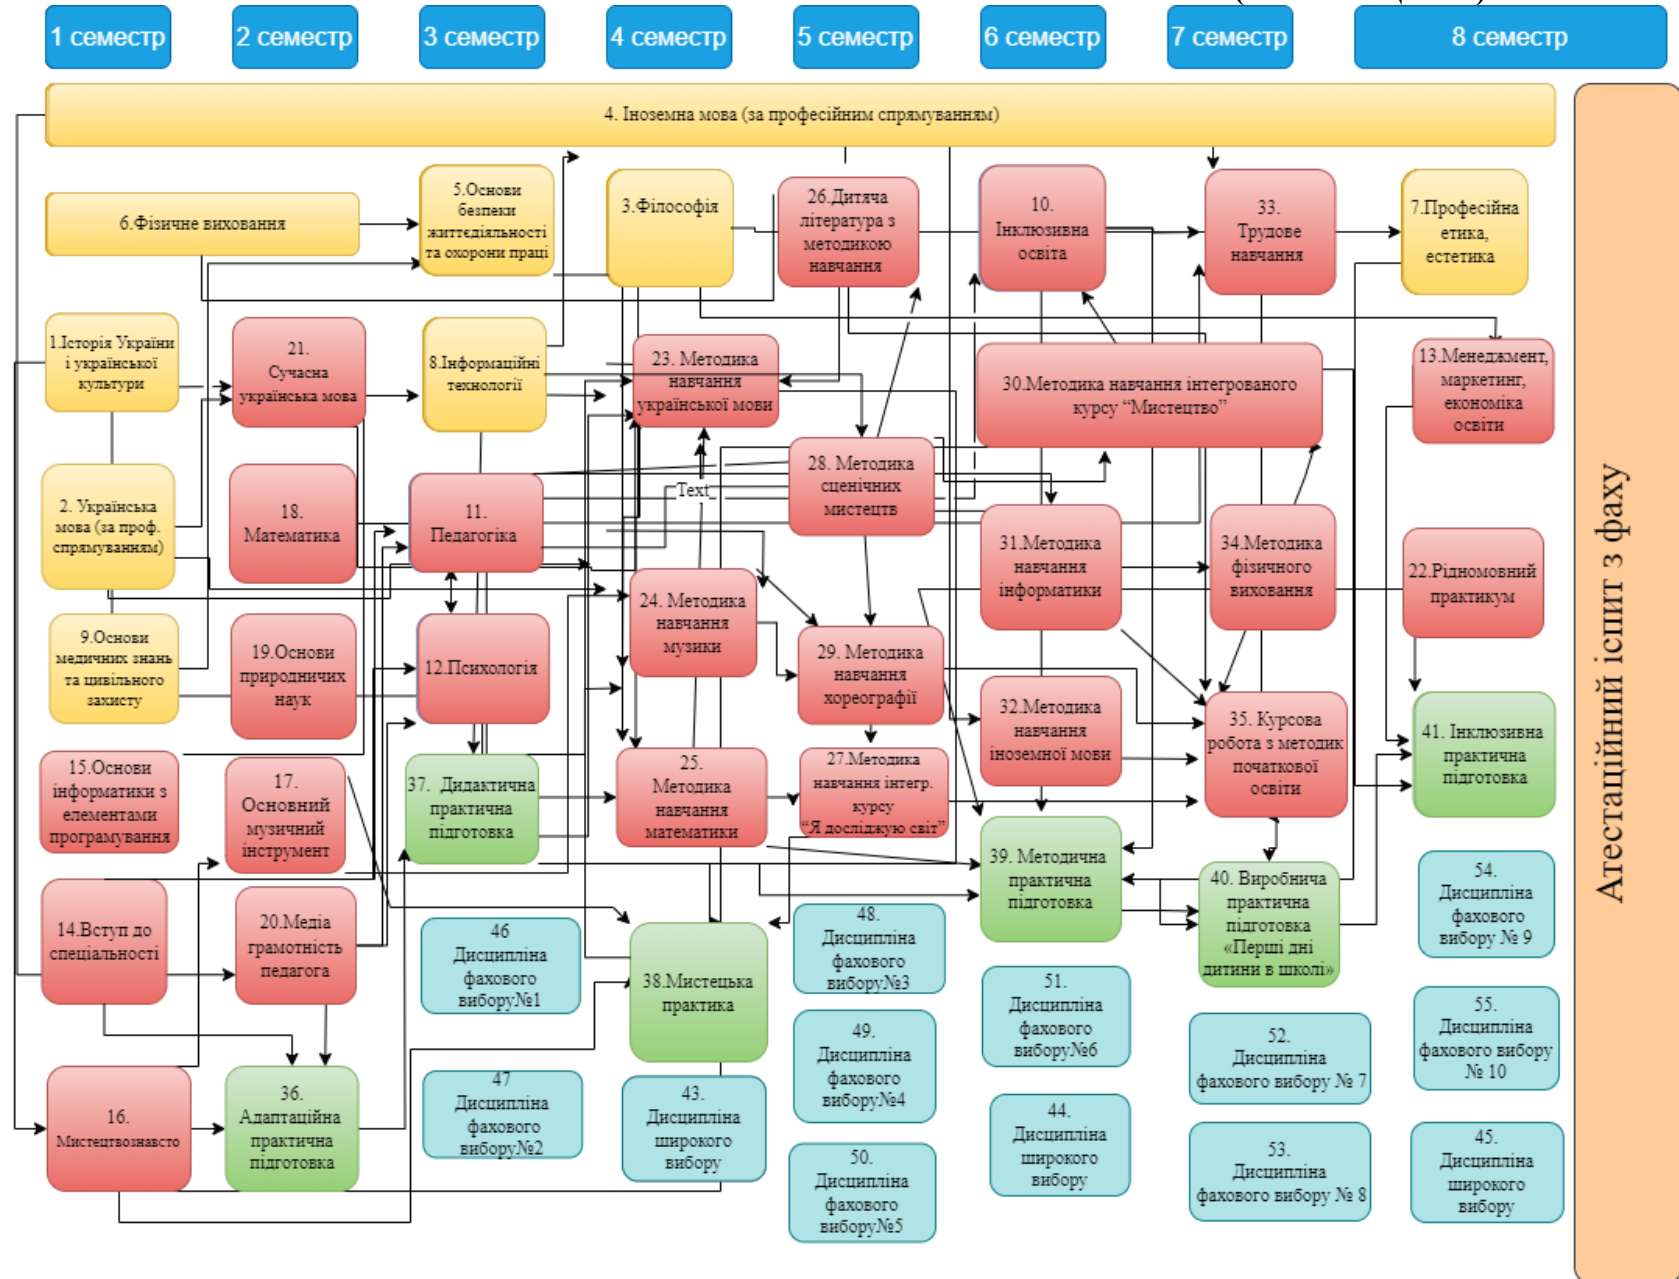 1 семестр
2 семестр
3 семестр
4 семестр
5 семестр
6 семестр
7 семестр
8 семестр
4. Іноземна мова (за професійним спрямуванням)
6.Фізичне виховання
5.Основи
безпеки
життєдіяльності
та охорони праці
3.Філософія
26.Дитяча
література з
методикою
навчання
10.
Інклюзивна
освіта
33.
Трудове
навчання
7.Професійна
етика,
естетика
1.Історія України
і української
культури
21.
Сучасна
українська мова
8.Інформаційні
технології
23. Методика
навчання
української мови
30.Методика навчання інтегрованого
курсу “Мистецтво”
13.Менеджмент,
маркетинг,
економіка
освіти
2. Українська
мова (за проф.
спрямуванням)
18.
Математика
11.
Педагогіка
Text
28. Методика
сценічних
мистецтв
31.Методика
навчання
інформатики
34.Методика
фізичного
виховання
22.Рідномовний
практикум
9.Основи
медичних знань
та цивільного
захисту
19.Основи
природничих
наук
12.Психологія
24. Методика
навчання
музики
29. Методика
навчання
хореографії
32.Методика
навчання
іноземної мови
35. Курсова
робота з методик
початкової
освіти
41. Інклюзивна
практична
підготовка
15.Основи
інформатики з
елементами
програмування
17.
Основний
музичний
інструмент
37. Дидактична
практична
підготовка
25.
Методика
навчання
математики
27.Методика
навчання інтегр.
курсу
“Я досліджую світ”
39. Методична
практична
підготовка
40. Виробнича
практична
підготовка
«Перші дні
дитини в школі»
54.
Дисципліна
фахового
вибору № 9
14.Вступ до
спеціальності
20.Медіа
грамотність
педагога
46
Дисципліна
фахового
вибору№1
38.Мистецька
практика
48.
Дисципліна
фахового
вибору№3
51.
Дисципліна
фахового
вибору№6
52.
Дисципліна
фахового вибору № 7
55.
Дисципліна
фахового вибору
№ 10
16.
Мистецтвознавсто
36.
Адаптаційна
практична
підготовка
47
Дисципліна
фахового
вибору№2
43.
Дисципліна
широкого
вибору
49.
Дисципліна
фахового
вибору№4
50.
Дисципліна
фахового
вибору№5
44.
Дисципліна
широкого
вибору
53.
Дисципліна
фахового вибору № 8
45.
Дисципліна
широкого
вибору
Атестаційний іспит з фаху